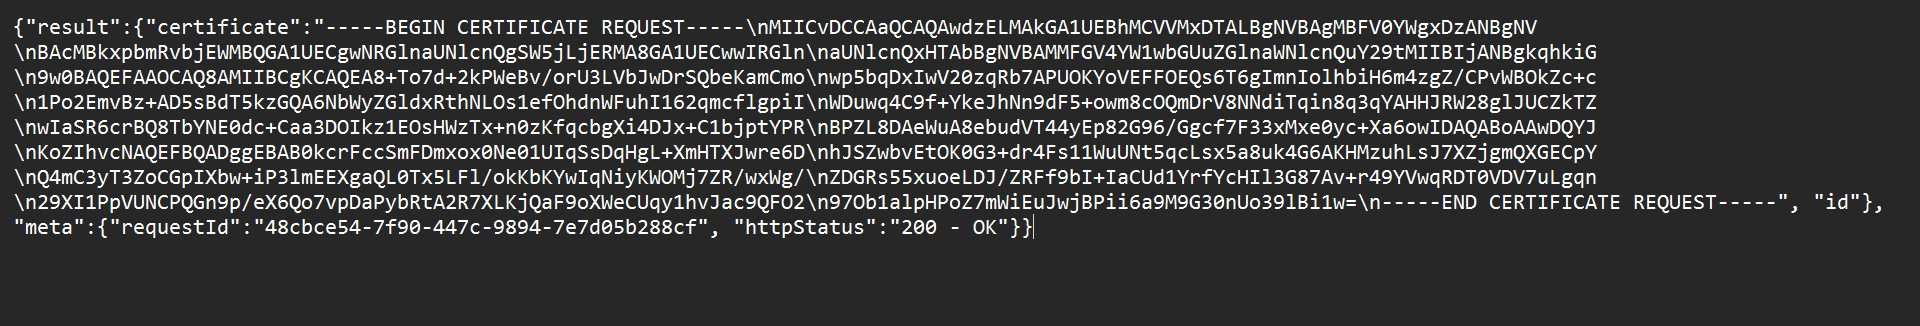 {"result":{"certificate":"-----BEGIN CERTIFICATE REQUEST-----\nMIICvDCCAaQCAQAwdzELMAkGA1UEBhMCVVMxDTALBgNVBAgMBFV0YWgxDzANBgNV
\nBAcMBkxpbmRvbjEWMBQGA1UECgwNRGlnaUNlcnQgSW5jLjERMA8GA1UECwwIRGln\naUNlcnQxHTAbBgNVBAMMFGV4YW1wbGUuZGlnaWNlcnQuY29tMIIBIjANBgkqhkiG
\n9w0BAQEFAAOCAQ8AMIIBCgKCAQEA8+To7d+2kPWeBv/orU3LVbJwDrSQbeKamCmo\nwp5bqDxIwV20zqRb7APUOKYoVEFFOEQs6T6gImnIolhbiH6m4zgZ/CPvWBOkZc+c
\n1Po2EmvBz+AD5sBdT5kzGQA6NbWyZGldxRthNLOs1efOhdnWFuhI162qmcflgpiI\nWDuwq4C9f+YkeJhNn9dF5+owm8cOQmDrV8NNdiTqin8q3qYAHHJRW28glJUCZkTZ
\nwIaSR6crBQ8TbYNE0dc+Caa3DOIkz1EOsHWzTx+n0zKfqcbgXi4DJx+C1bjptYPR\nBPZL8DAeWuA8ebudVT44yEp82G96/Ggcf7F33xMxe0yc+Xa6owIDAQABoAAwDQYJ
\nKoZIhvcNAQEFBQADggEBAB0kcrFccSmFDmxox0Ne01UIqSsDqHgL+XmHTXJwre6D\nhJSZwbvEtOK0G3+dr4Fs11WuUNt5qcLsx5a8uk4G6AKHMzuhLsJ7XZjgmQXGECpY
\nQ4mC3yT3ZoCGpIXbw+iP3lmEEXgaQL0Tx5LFl/okKbKYwIqNiyKWOMj7ZR/wxWg/\nZDGRs55xuoeLDJ/ZRFf9bI+IaCUd1YrfYcHIl3G87Av+r49YVwqRDT0VDV7uLgqn
\n29XI1PpVUNCPQGn9p/eX6Qo7vpDaPybRtA2R7XLKjQaF9oXWeCUqy1hvJac9QFO2\n97Ob1alpHPoZ7mWiEuJwjBPii6a9M9G30nUo39lBi1w=\n-----END CERTIFICATE REQUEST-----", "id"},
"meta":{"requestId":"48cbce54-7f90-447c-9894-7e7d05b288cf", "httpStatus":"200 - OK"}}